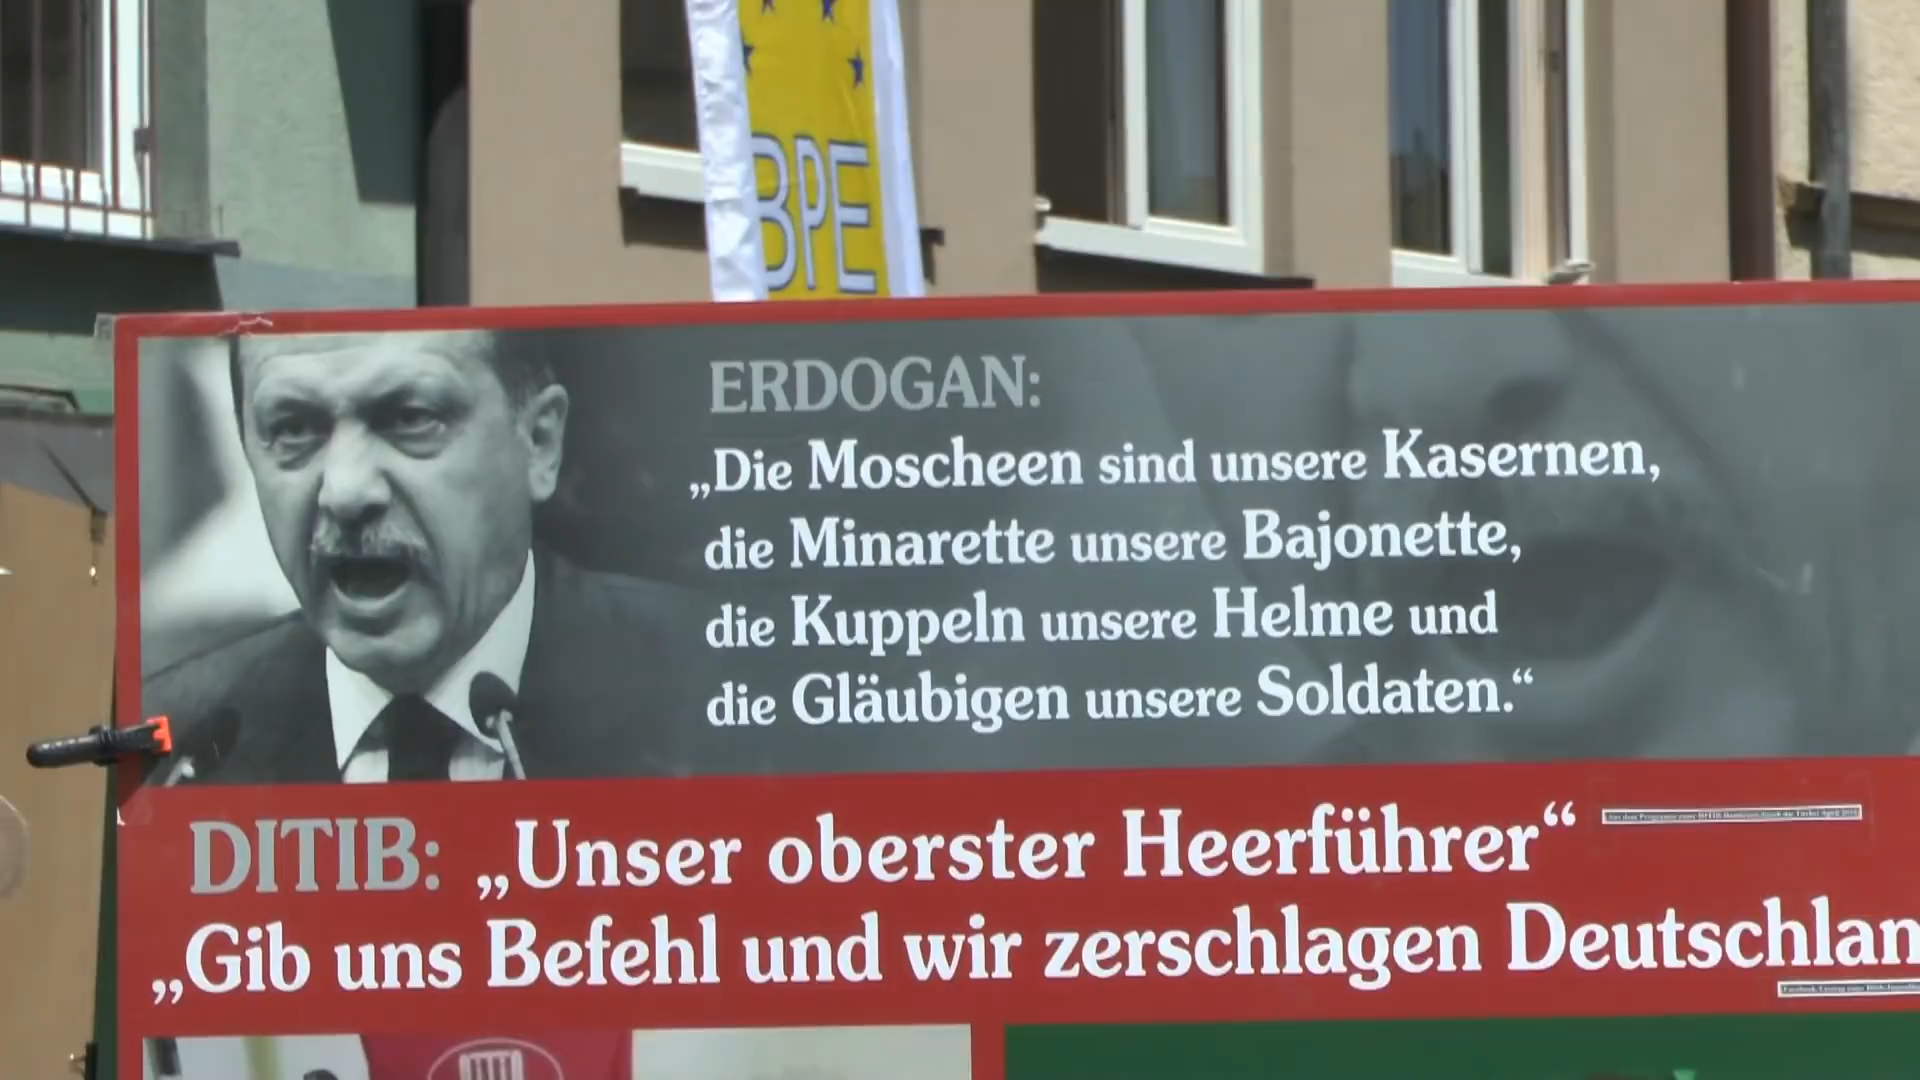 BPE
ERDOGAN:
„Die Moscheen sind unsere Kasernen,
die Minarette unsere Bajonette,
die Kuppeln unsere Helme und
die Gläubigen unsere Soldaten.“
DITIB: „Unser oberster Heerführer“
„Gib uns Befehl und wir zerschlagen Deutschlan